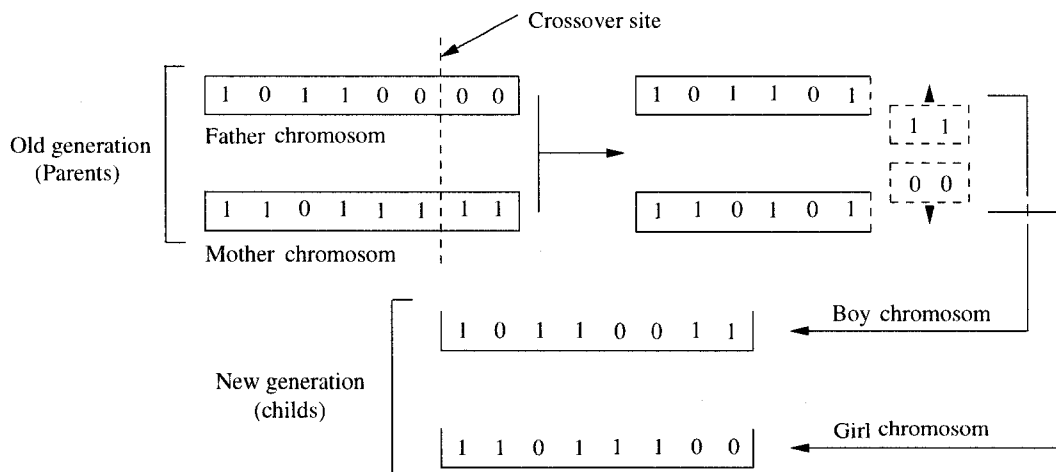 Crossover site
1 0 1 1 0 0 0 0
Father chromosom
Old generation
(Parents)
1 1 0 1 1 1 1 1
Mother chromosom
1 0 1 1 0 1
1 1
0 0
1 1 0 1 0 1
1 0 1 1 0 0 1 1
Boy chromosom
New generation
(childs)
1 1 0 1 1 1 0 0
Girl chromosom